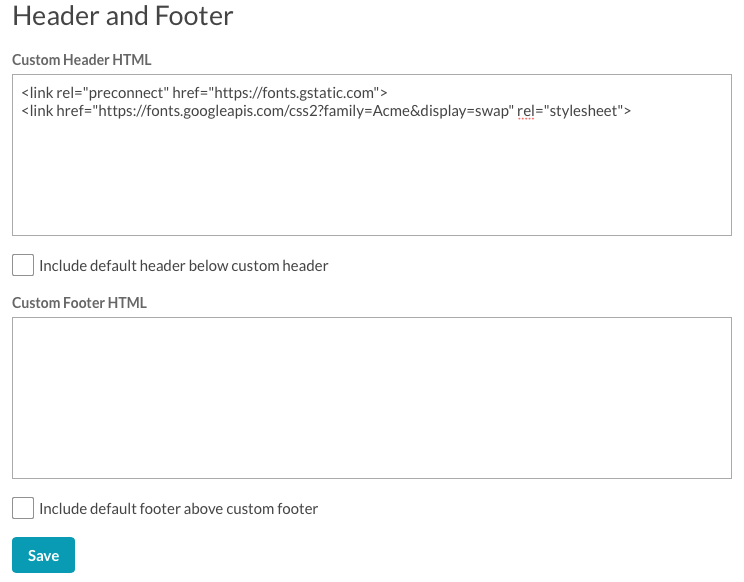 Header and Footer
Custom Header HTML
<link rel="preconnect" href="https://fonts.gstatic.com">
<link href="https://fonts.googleapis.com/css2?family=Acme&display=swap" rel="stylesheet">
Include default header below custom header
Custom Footer HTML
Include default footer above custom footer
Save